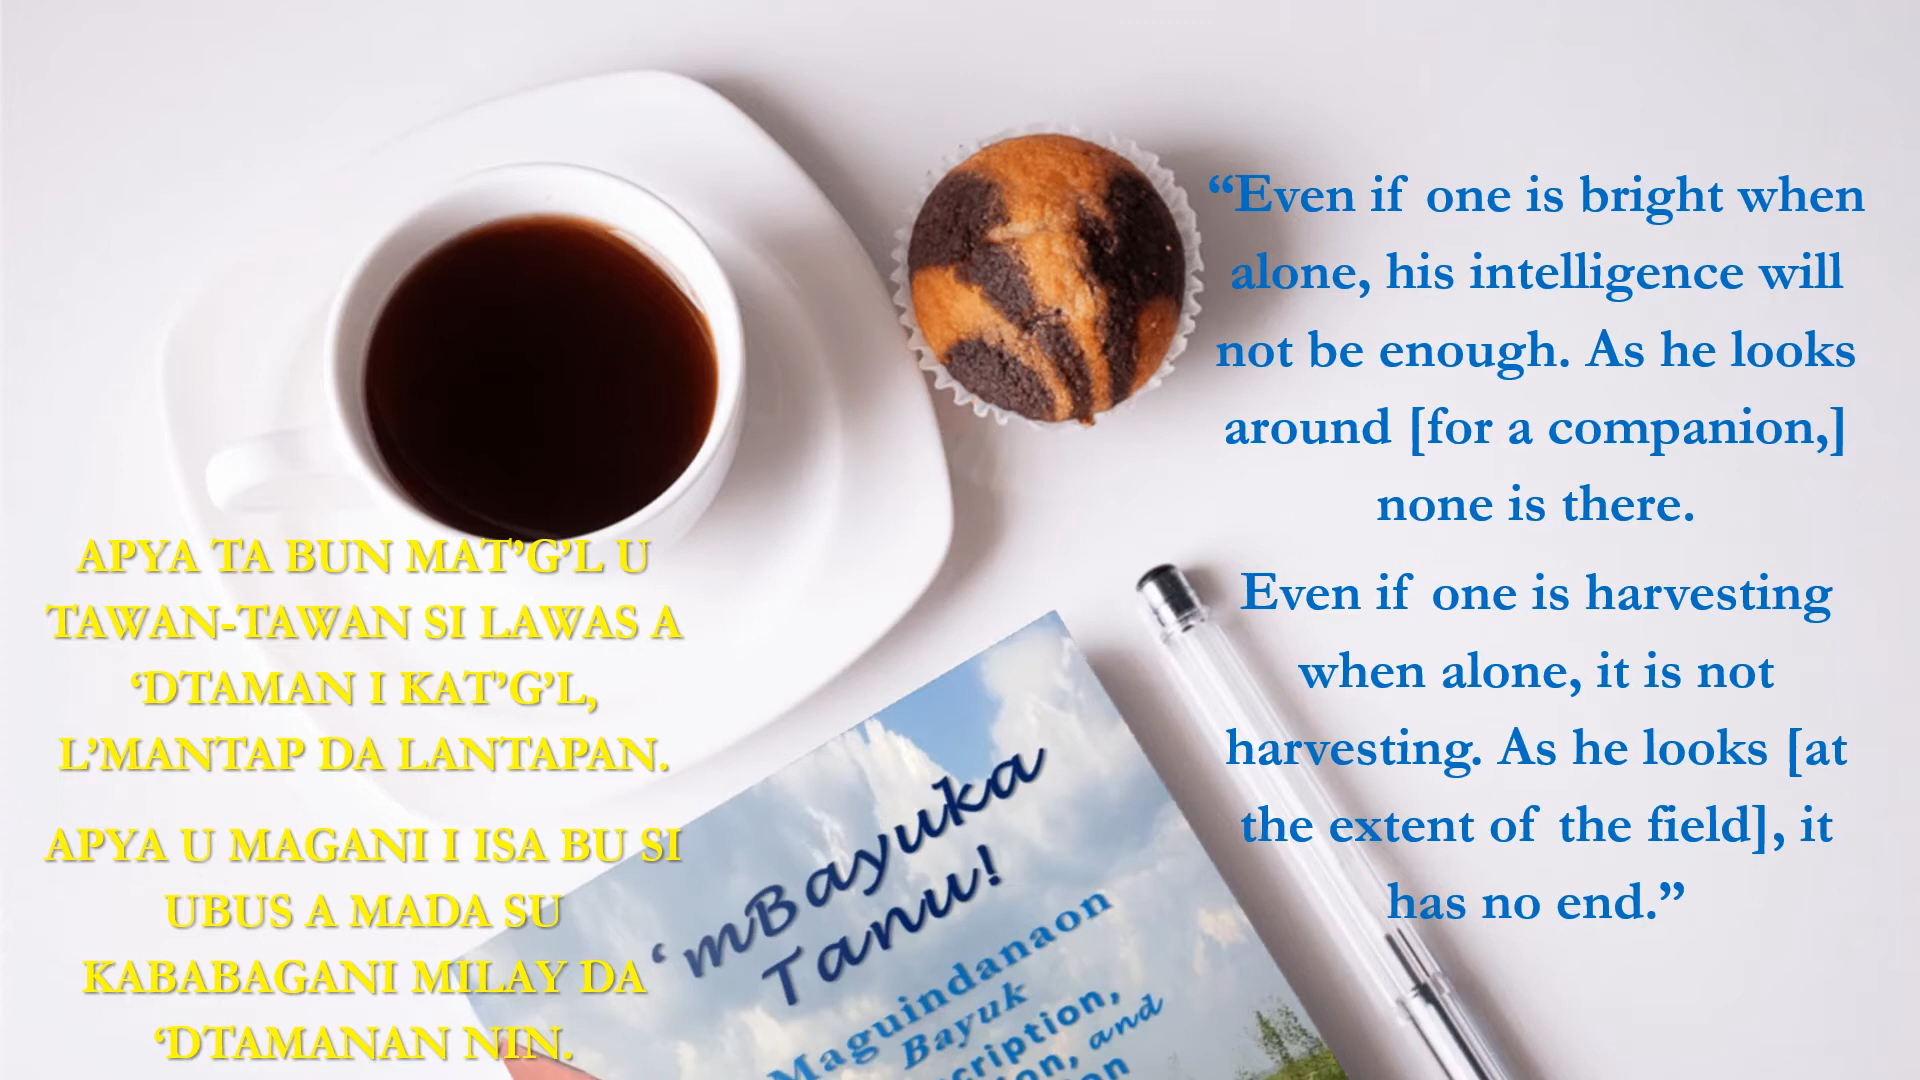 APYA TA BUN MAT’G’L U
TAWAN-TAWAN SI LAWAS A
‘DTAMAN I KAT’G’L,
L’MANTAP DA LANTAPAN.
APYA U MAGANI I ISA BU SI
UBUS A MADA SU
KABABAGANI MILAY DA
‘DTAMANAN NIN.
“Even if one is bright when
alone, his intelligence will
not be enough. As he looks
around [for a companion,]
none is there.
Even if one is harvesting
when alone, it is not
harvesting. As he looks [at
the extent of the field], it
has no end.”
‘mBayuka
Tanu!
Maguindanaon
Bayuk
and